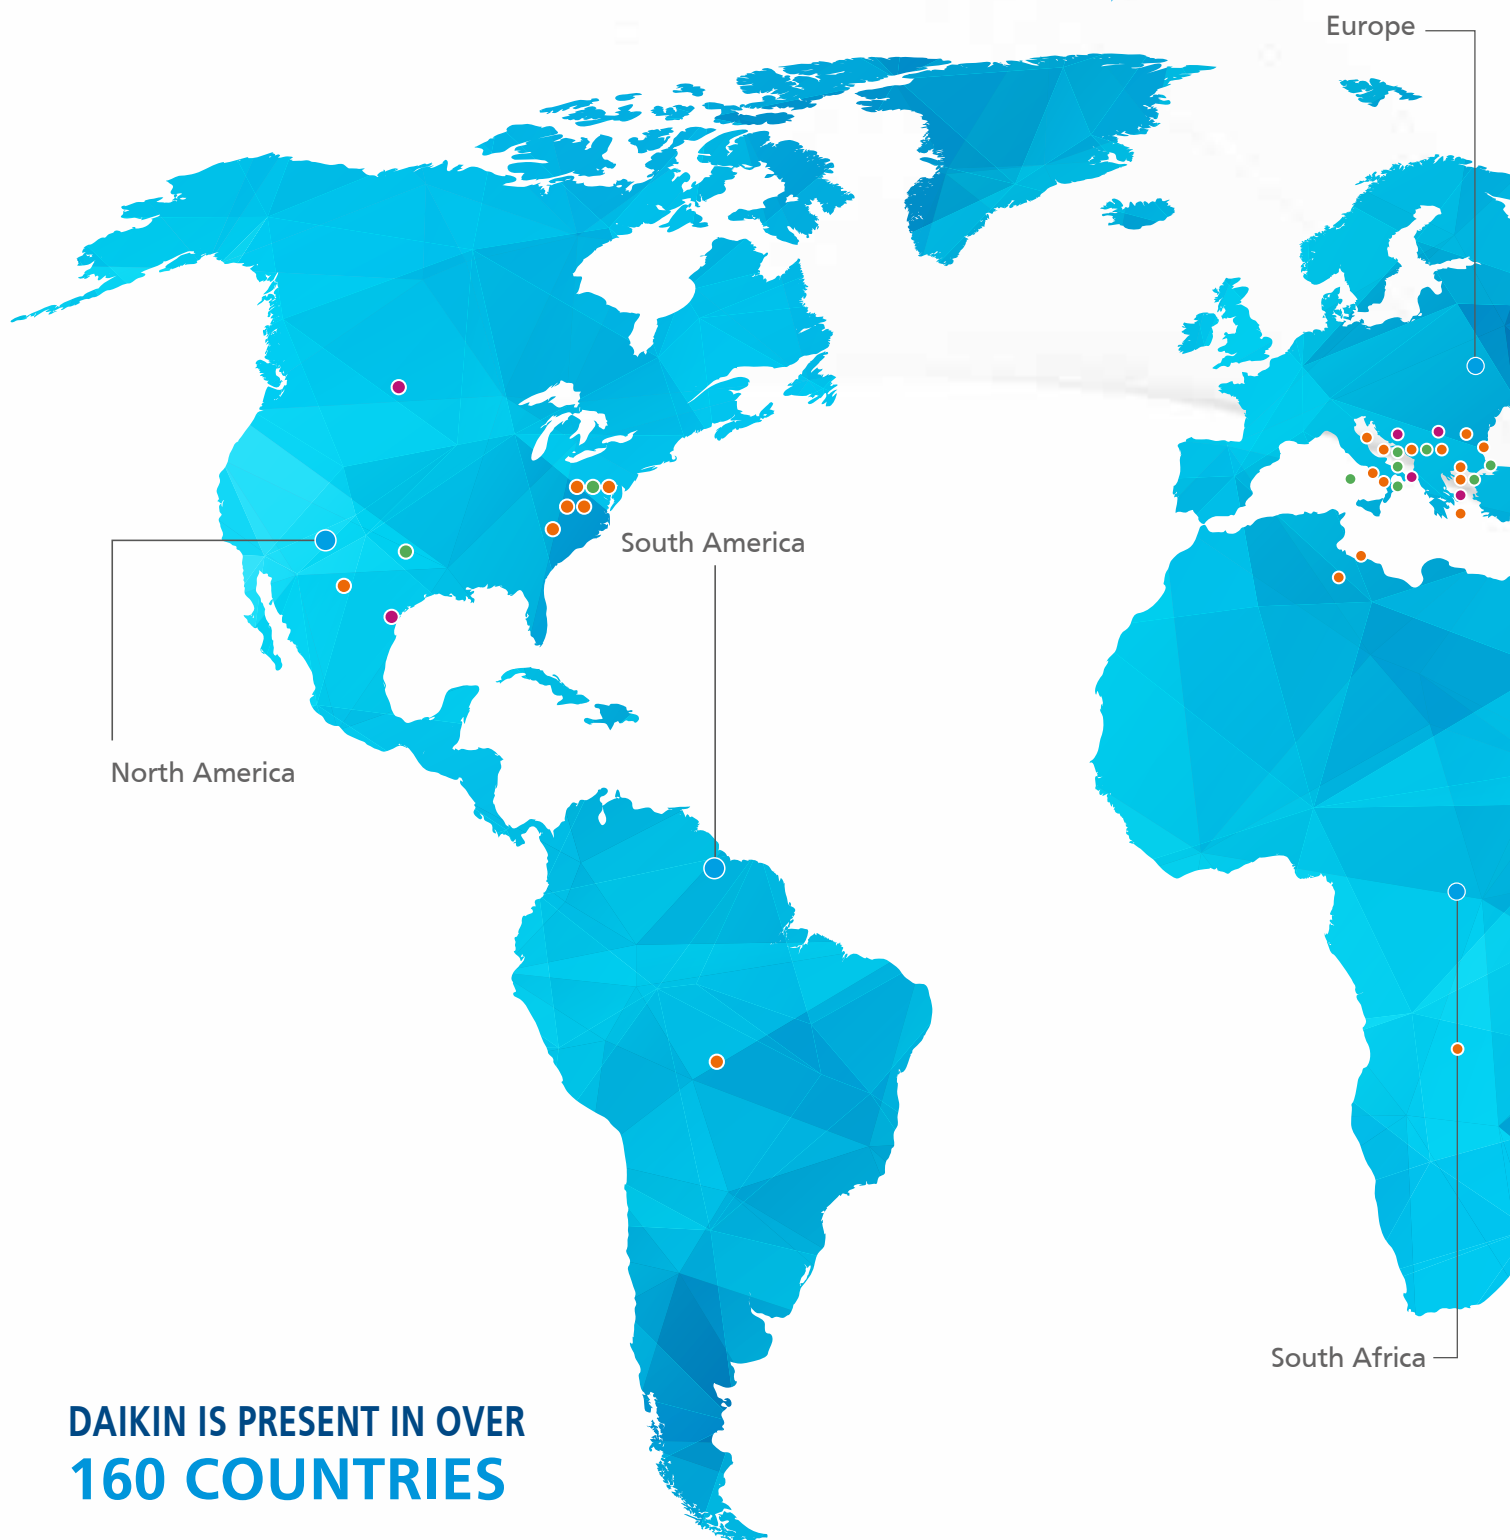 Europe
South America
North America
South Africa
DAIKIN IS PRESENT IN OVER
160 COUNTRIES